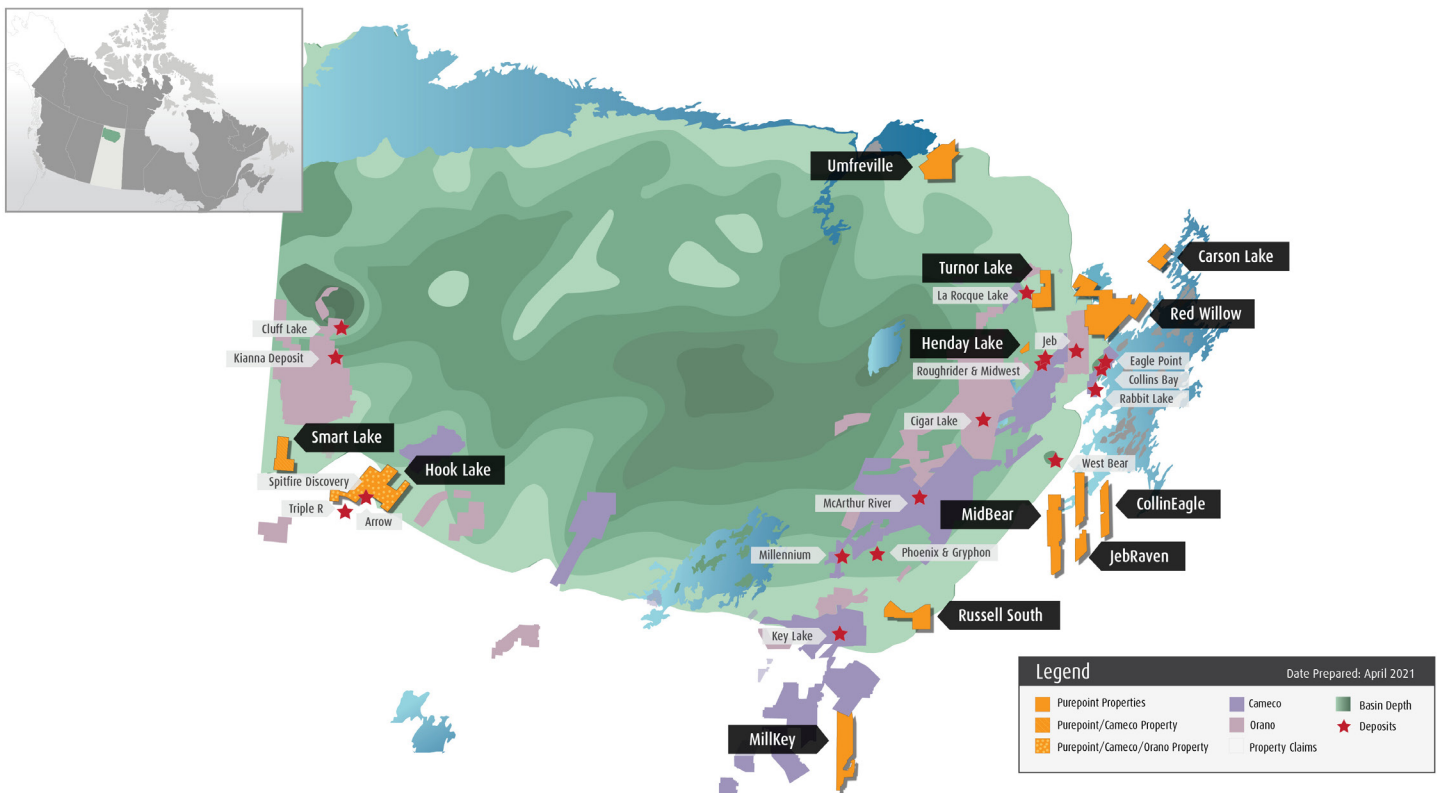 Umfreville
Carson Lake
Turnor Lake
La Rocque Lake
Red Willow
Cluff Lake
Henday Lake
Jeb
Kianna Deposit
Eagle Point
Roughrider & Midwest
Collins Bay
Rabbit Lake
Cigar Lake
Smart Lake
West Bear
Hook Lake
Spitfire Discovery
McArthur River
CollinEagle
Triple R
MidBear
Arrow
Millennium
Phoenix & Gryphon
JebRaven
Russell South
Key Lake
MillKey
Legend
Date Prepared: April 2021
Purepoint Properties
Purepoint/Cameco Property
Purepoint/Cameco/Orano Property
Cameco
Orano
Property Claims
Basin Depth
Deposits